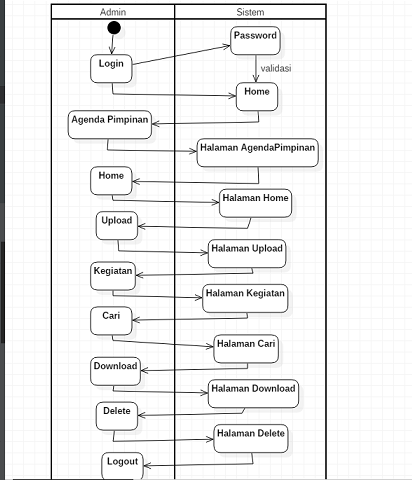 Admin
Sistem
Password
Login
validasi
Home
Agenda Pimpinan
Halaman AgendaPimpinan
Home
Halaman Home
Upload
Halaman Upload
Kegiatan
Halaman Kegiatan
Cari
Halaman Cari
Download
Halaman Download
Delete
Halaman Delete
Logout